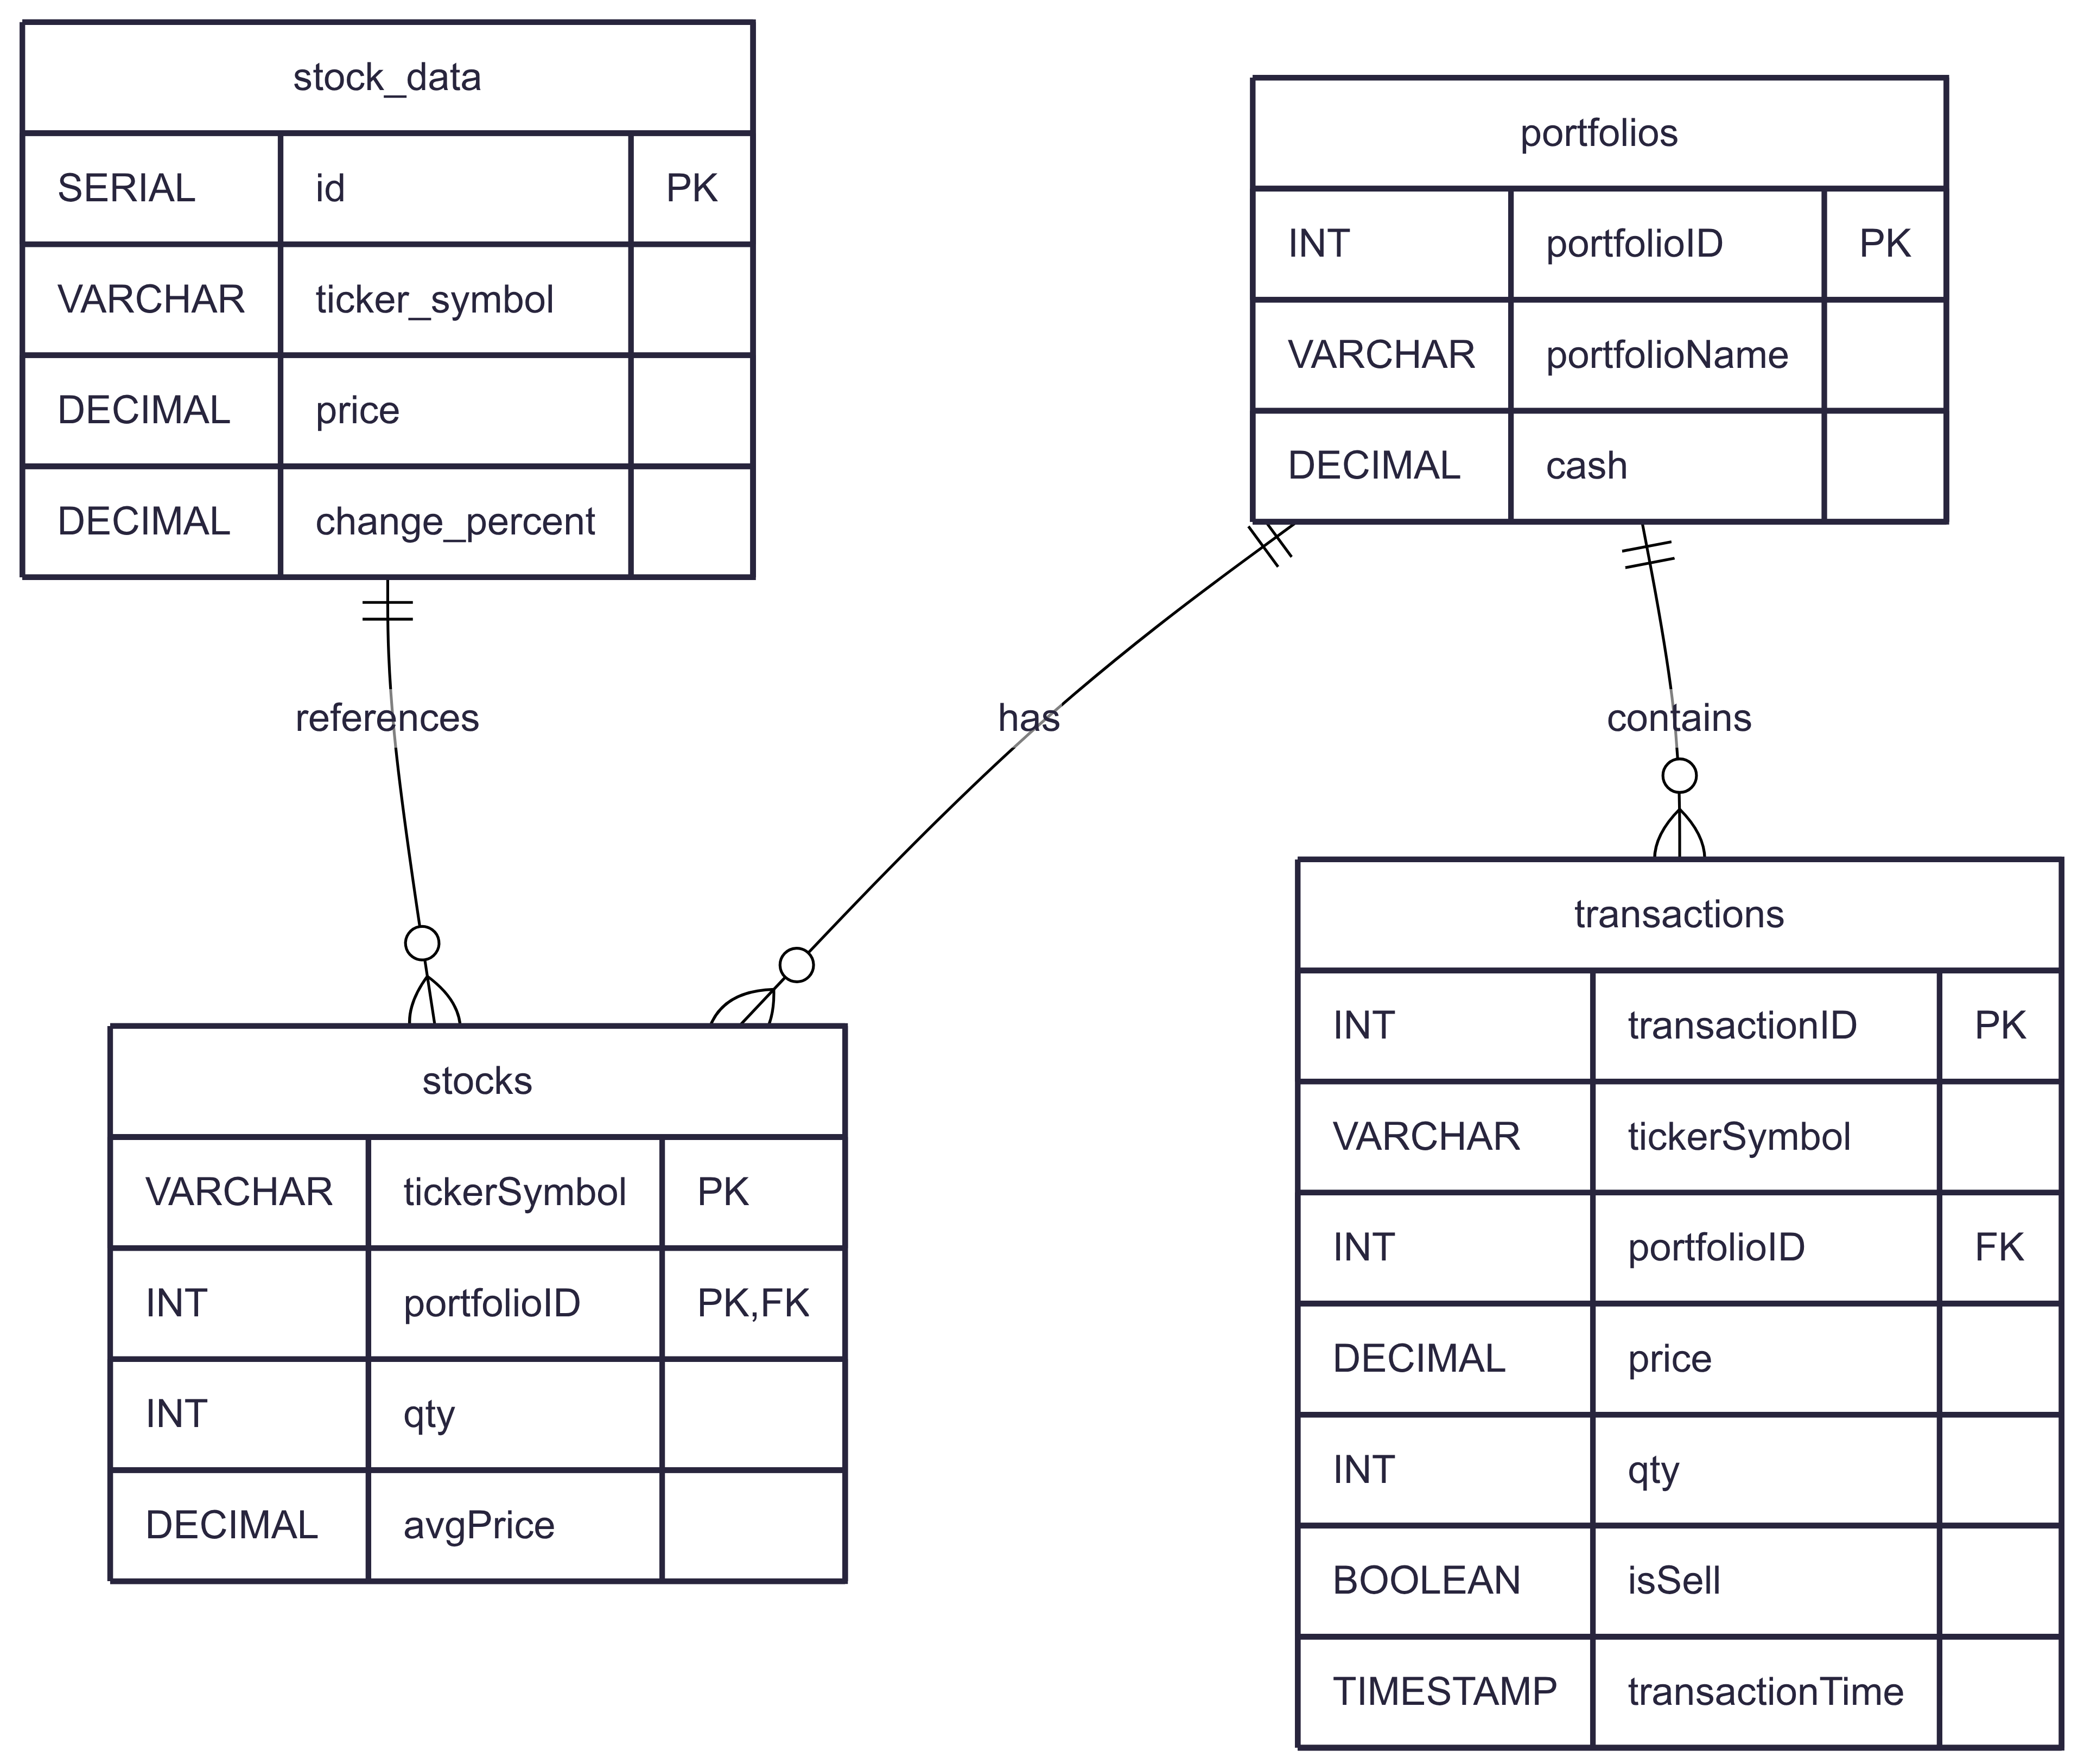 stock_data
SERIAL id PK
VARCHAR ticker_symbol
DECIMAL price
DECIMAL change_percent
portfolios
INT portfolioID PK
VARCHAR portfolioName
DECIMAL cash
references
has
contains
stocks
VARCHAR tickerSymbol PK
INT portfolioID PK,FK
INT qty
DECIMAL avgPrice
transactions
INT transactionID PK
VARCHAR tickerSymbol
INT portfolioID FK
DECIMAL price
INT qty
BOOLEAN isSell
TIMESTAMP transactionTime